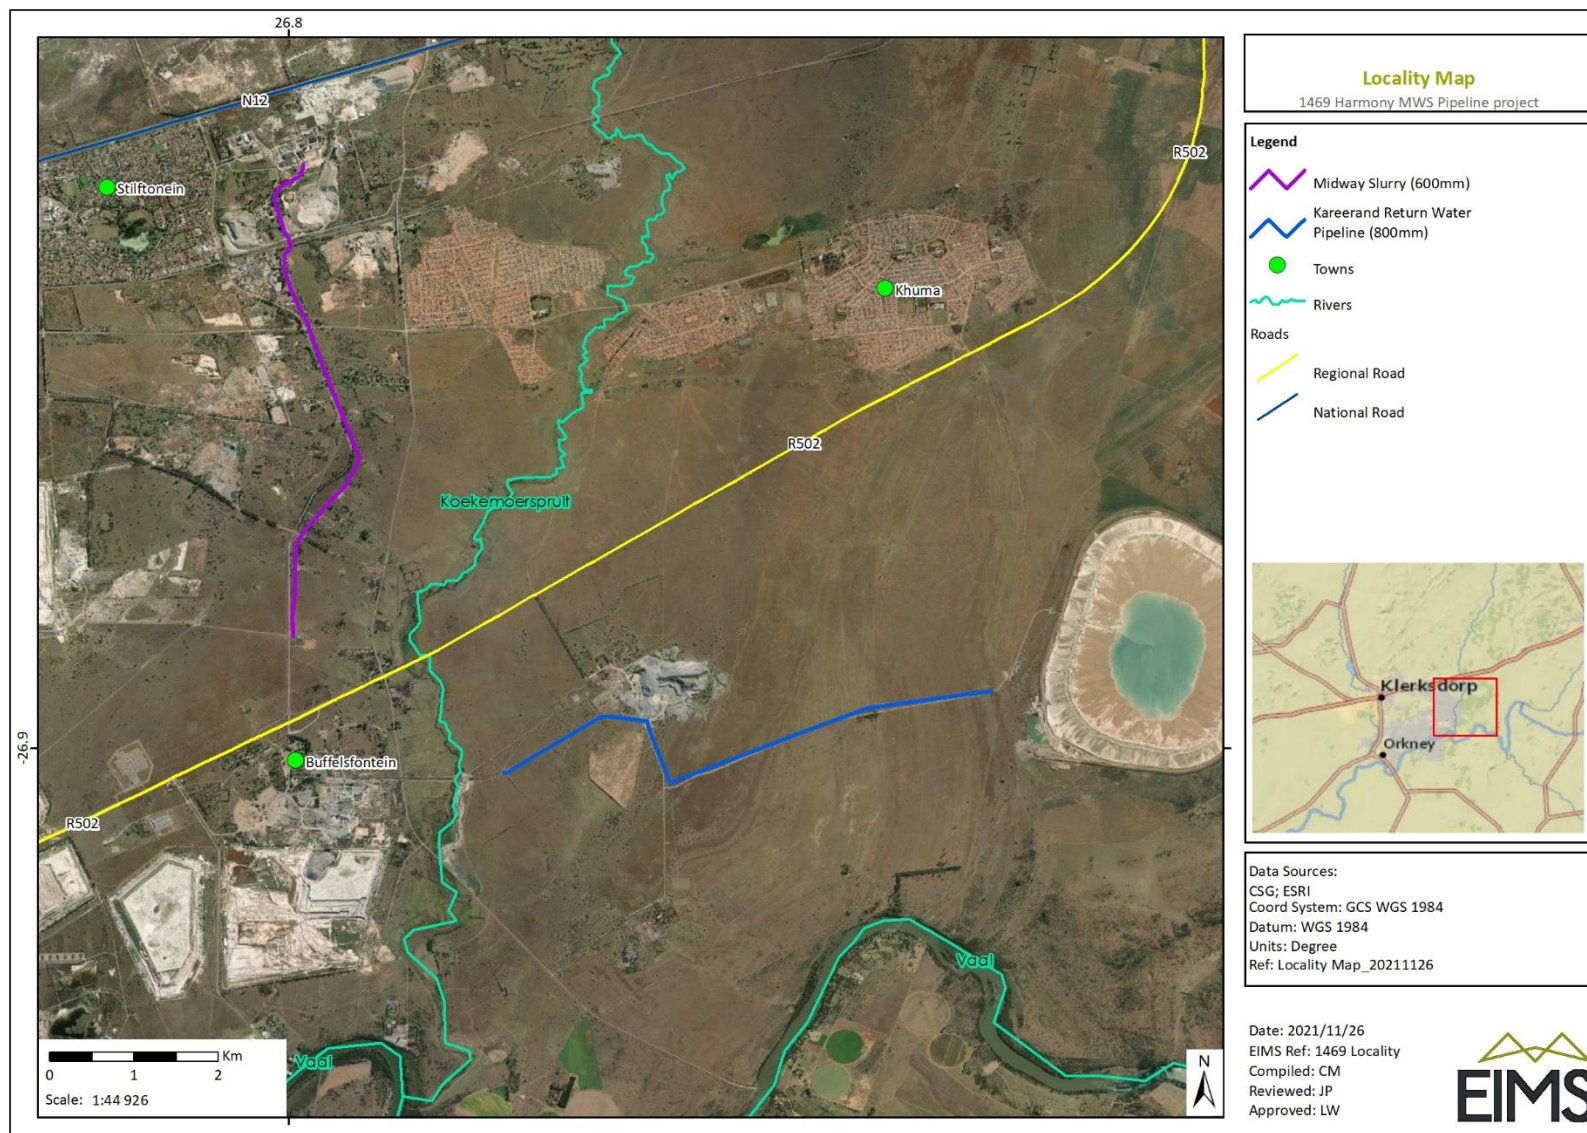 26.8
N12
Stilftonein
R502
Khuma
R502
Koekemoerspruit
-26.9
Buffelsfontein
R502
Vaal
Vaal
Km
0 1 2
Scale: 1:44 926
N
Locality Map
1469 Harmony MWS Pipeline project
Legend
Midway Slurry (600mm)
Kareerand Return Water
Pipeline (800mm)
Towns
Rivers
Roads
Regional Road
National Road
Klerksdorp
Orkney
Data Sources:
CSG; ESRI
Coord System: GCS WGS 1984
Datum: WGS 1984
Units: Degree
Ref: Locality Map_20211126
Date: 2021/11/26
EIMS Ref: 1469 Locality
Compiled: CM
Reviewed: JP
Approved: LW
EIMS